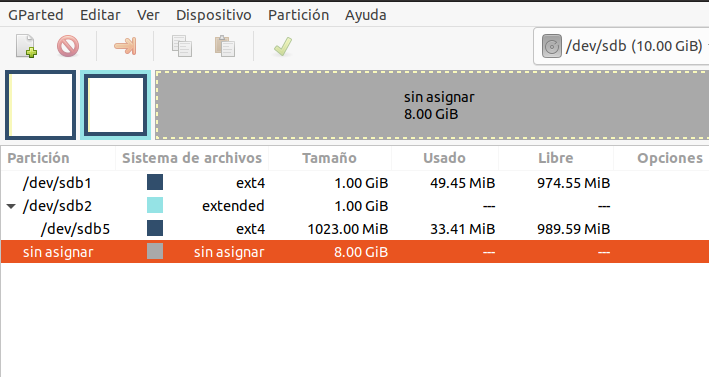 GParted Editar Ver Dispositivo Partición Ayuda
/dev/sdb (10.00 GiB)
sin asignar
8.00 GiB
Partición Sistema de archivos Tamaño Usado Libre Opciones
/dev/sdb1 ext4 1.00 GiB 49.45 MiB 974.55 MiB
/dev/sdb2 extended 1.00 GiB --- ---
/dev/sdb5 ext4 1023.00 MiB 33.41 MiB 989.59 MiB
sin asignar sin asignar 8.00 GiB --- ---